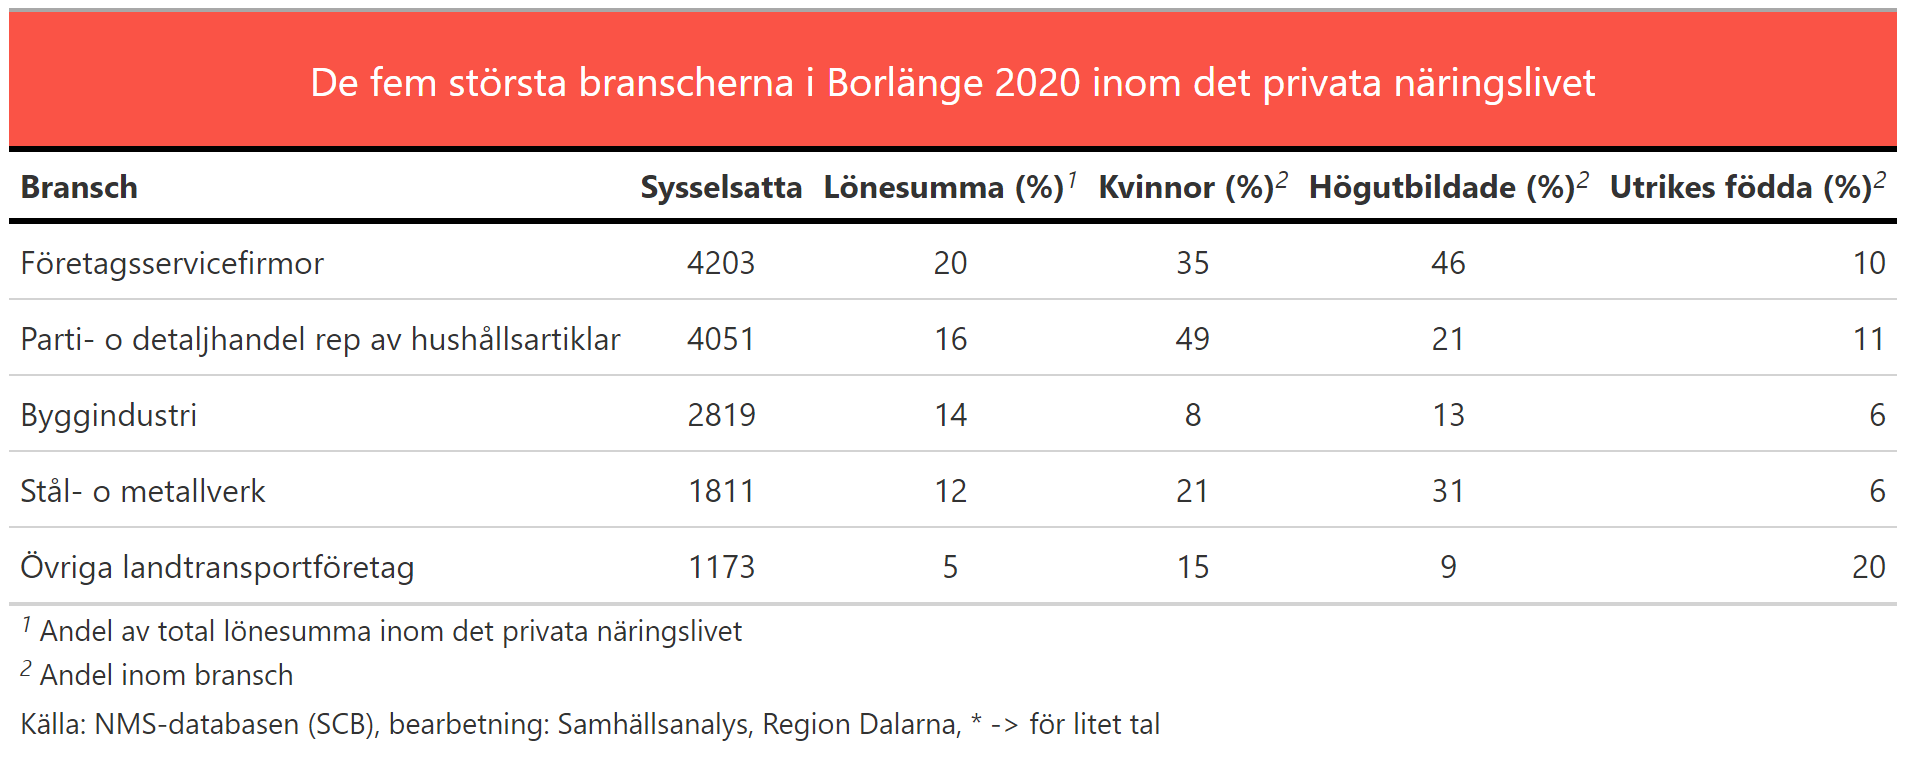 De fem största branscherna i Borlänge 2020 inom det privata näringslivet
Bransch Sysselsatta Lönesumma (%)1 Kvinnor (%)2 Högutbildade (%)2 Utrikes födda (%)2
Företagsservicefirmor 4203 20 35 46 10
Parti- o detaljhandel rep av hushållsartiklar 4051 16 49 21 11
Byggindustri 2819 14 8 13 6
Stål- o metallverk 1811 12 21 31 6
Övriga landtransportföretag 1173 5 15 9 20
1 Andel av total lönesumma inom det privata näringslivet
2 Andel inom bransch
Källa: NMS-databasen (SCB), bearbetning: Samhällsanalys, Region Dalarna, * -> för litet tal